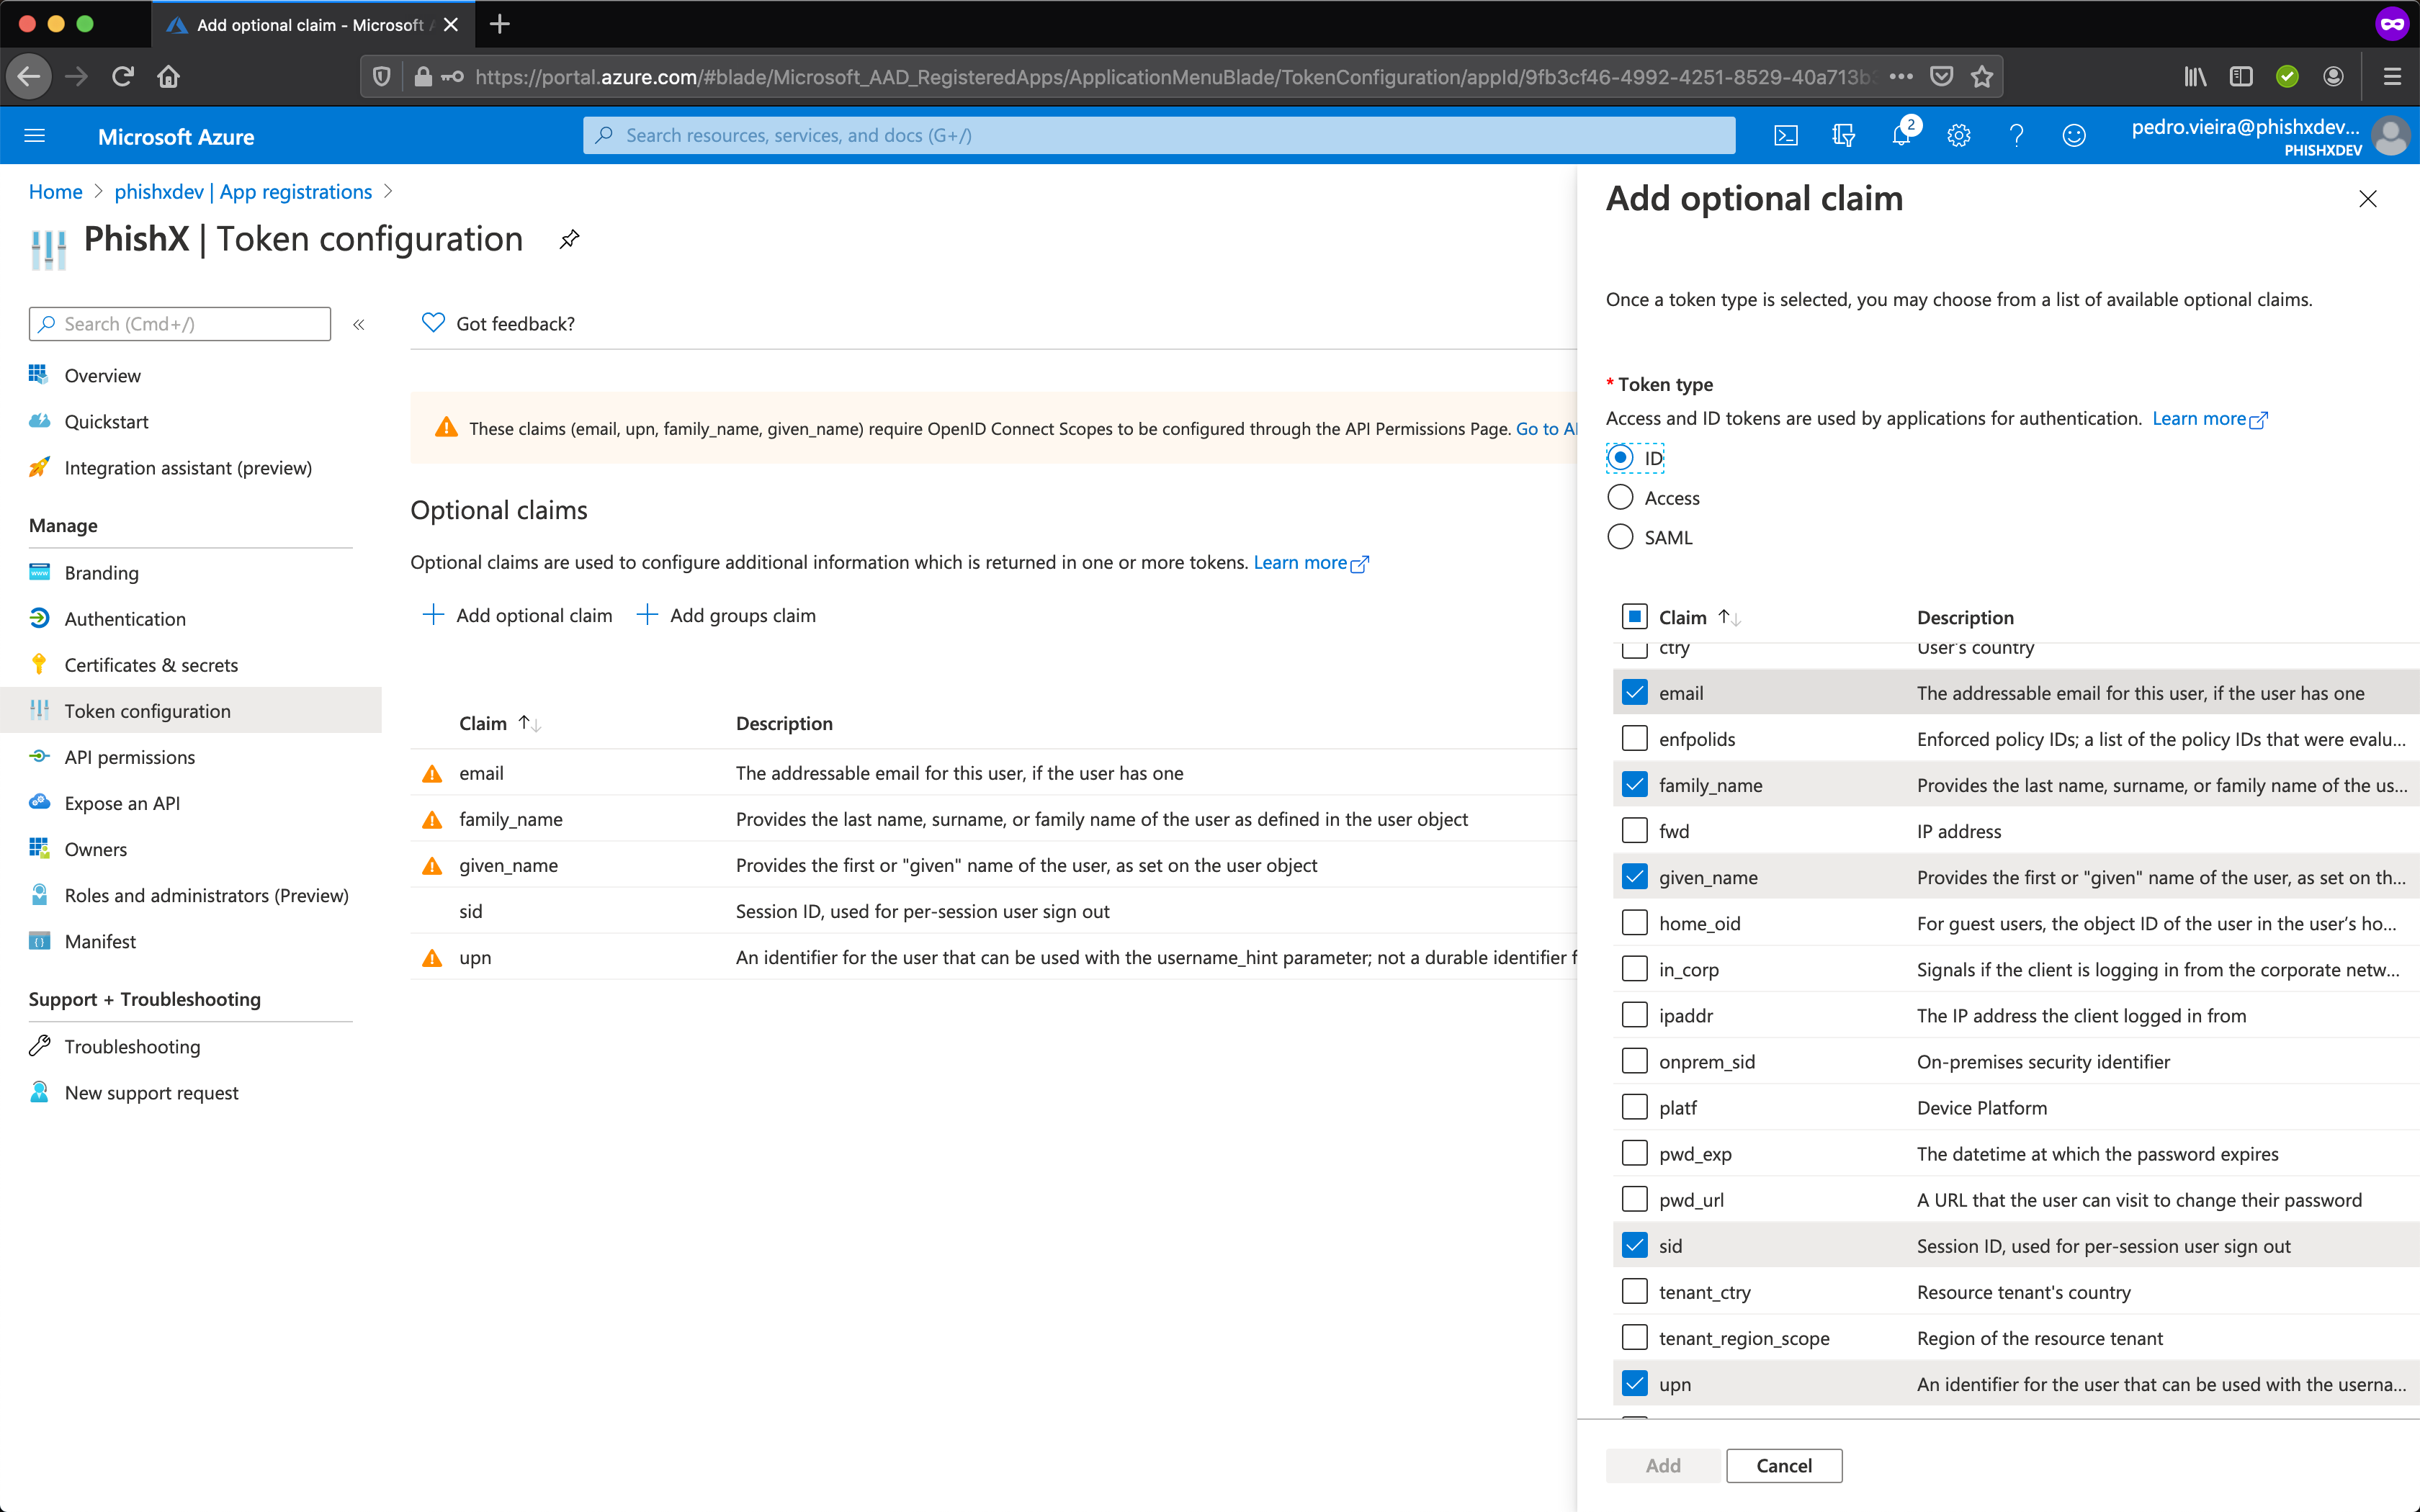 Add optional claim - Microsoft A
https://portal.azure.com/#blade/Microsoft_AAD_RegisteredApps/ApplicationMenuBlade/TokenConfiguration/appId/9fb3cf46-4992-4251-8529-40a713b
Microsoft Azure
Search resources, services, and docs (G+/)
2
pedro.vieira@phishxdev...
PHISHXDEV
Home > phishxdev | App registrations >
PhishX | Token configuration
Search (Cmd+/)
«
Overview
Quickstart
Integration assistant (preview)
Manage
Branding
Authentication
Certificates & secrets
Token configuration
API permissions
Expose an API
Owners
Roles and administrators (Preview)
Manifest
Support + Troubleshooting
Troubleshooting
New support request
Got feedback?
These claims (email, upn, family_name, given_name) require OpenID Connect Scopes to be configured through the API Permissions Page. Go to AI
Optional claims
Optional claims are used to configure additional information which is returned in one or more tokens. Learn more
Add optional claim Add groups claim
Claim Description
email The addressable email for this user, if the user has one
family_name Provides the last name, surname, or family name of the user as defined in the user object
given_name Provides the first or "given" name of the user, as set on the user object
sid Session ID, used for per-session user sign out
upn An identifier for the user that can be used with the username_hint parameter; not a durable identifier f
Add optional claim
Once a token type is selected, you may choose from a list of available optional claims.
* Token type
Access and ID tokens are used by applications for authentication. Learn more
ID
Access
SAML
Claim Description
ctry User's country
email The addressable email for this user, if the user has one
enfpolids Enforced policy IDs; a list of the policy IDs that were evalu...
family_name Provides the last name, surname, or family name of the us...
fwd IP address
given_name Provides the first or "given" name of the user, as set on th...
home_oid For guest users, the object ID of the user in the user’s ho...
in_corp Signals if the client is logging in from the corporate netw...
ipaddr The IP address the client logged in from
onprem_sid On-premises security identifier
platf Device Platform
pwd_exp The datetime at which the password expires
pwd_url A URL that the user can visit to change their password
sid Session ID, used for per-session user sign out
tenant_ctry Resource tenant's country
tenant_region_scope Region of the resource tenant
upn An identifier for the user that can be used with the userna...
Add Cancel